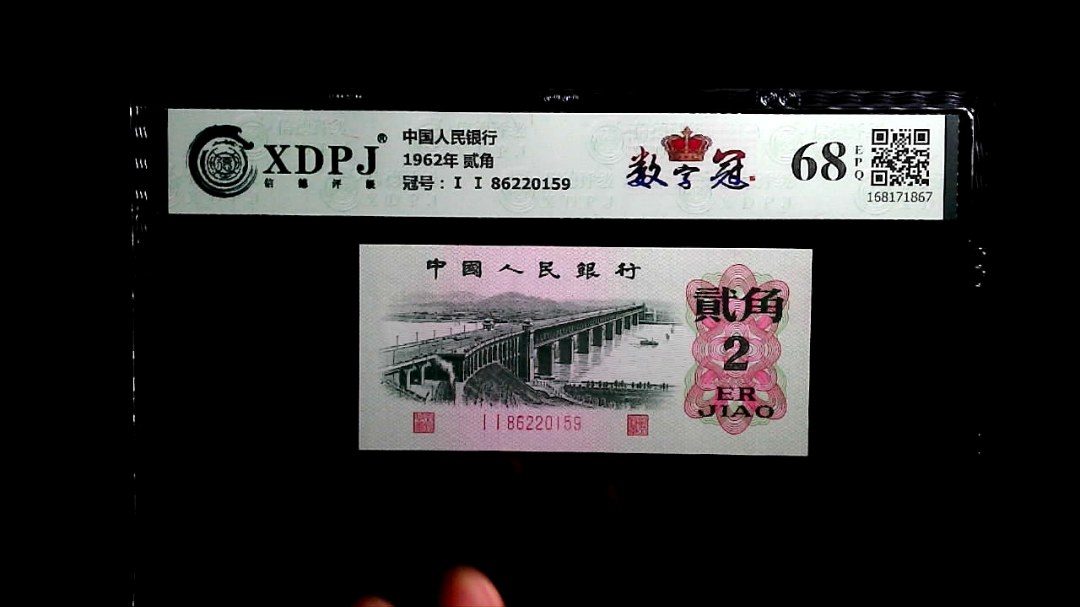 XDPJ®
信德评级
中国人民银行
1962年 贰角
冠号：I I 86220159
数字冠
68
EPQ
168171867
中國人民銀行
貳角
2
ER
JIAO
I I 86220159